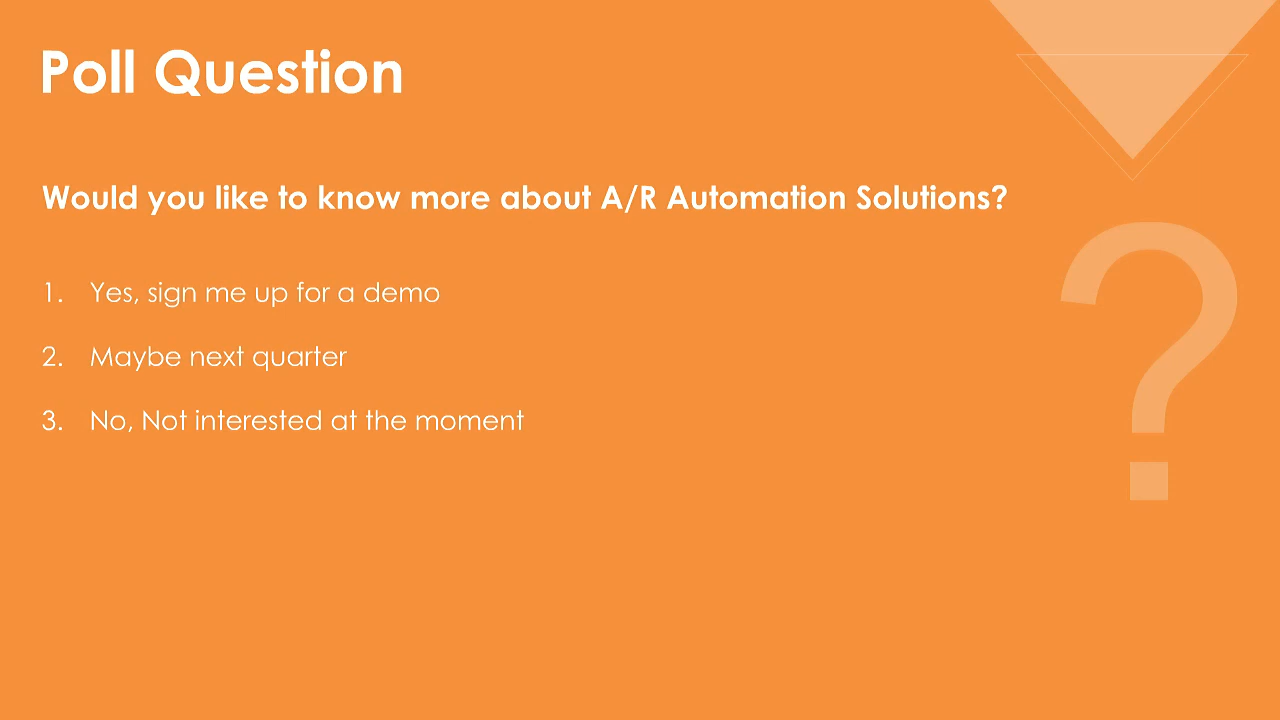 Poll Question
Would you like to know more about A/R Automation Solutions?
1. Yes, sign me up for a demo
2. Maybe next quarter
3. No, Not interested at the moment
?